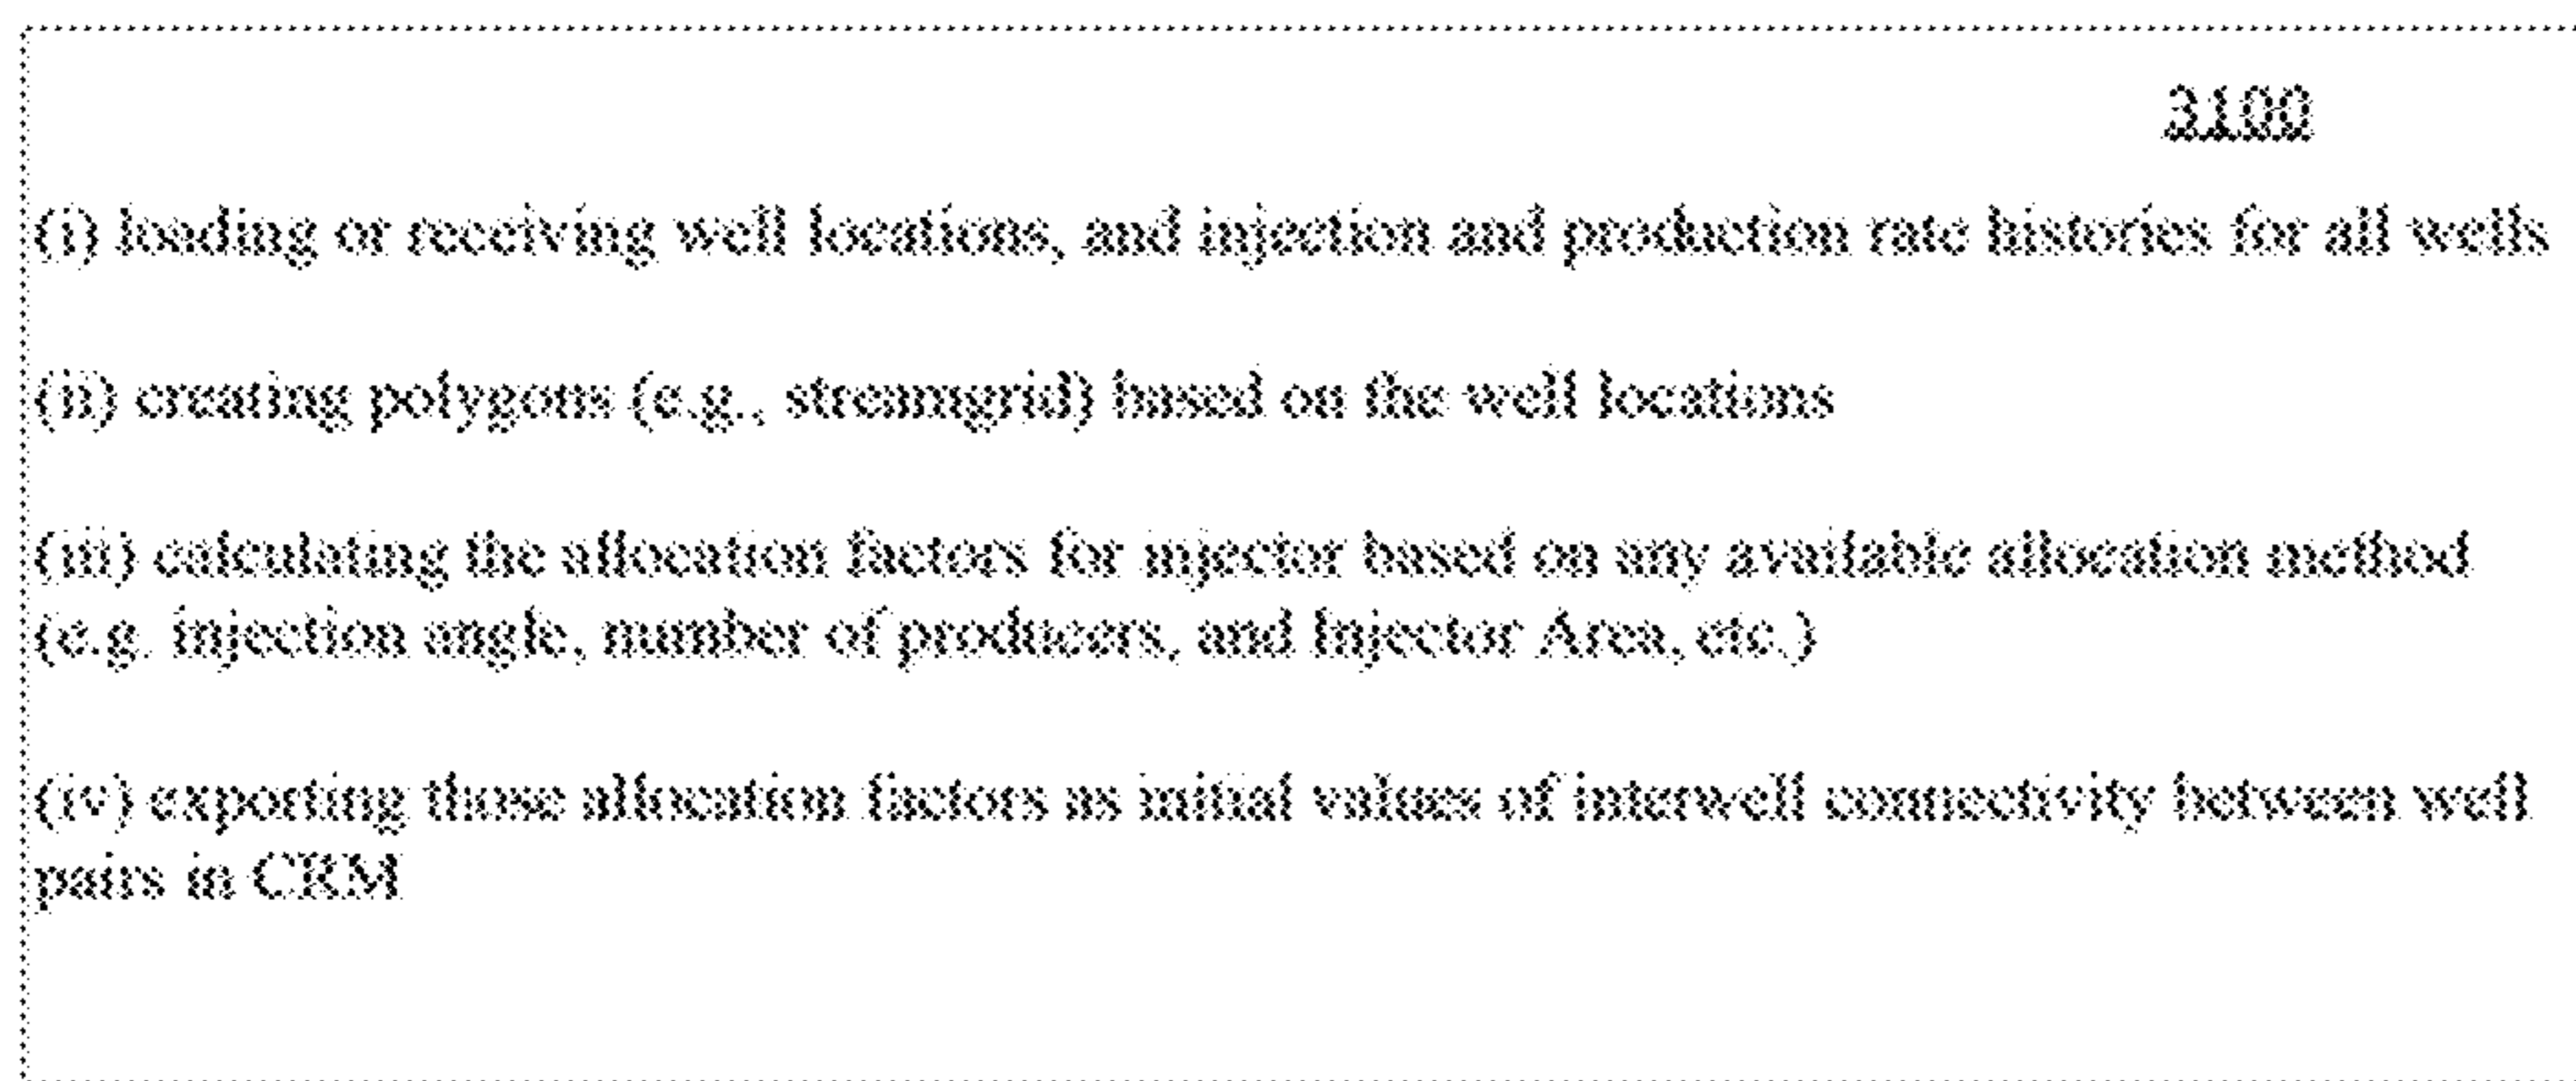 3100
(i) loading or receiving well locations, and injection and production rate histories for all wells
(ii) creating polygons (e.g., streamgrid) based on the well locations
(iii) calculating the allocation factors for injector based on any available allocation method
(e.g. injection angle, number of producers, and Injector Area, etc.)
(iv) exporting those allocation factors as initial values of interwell connectivity between well
pairs in CRM